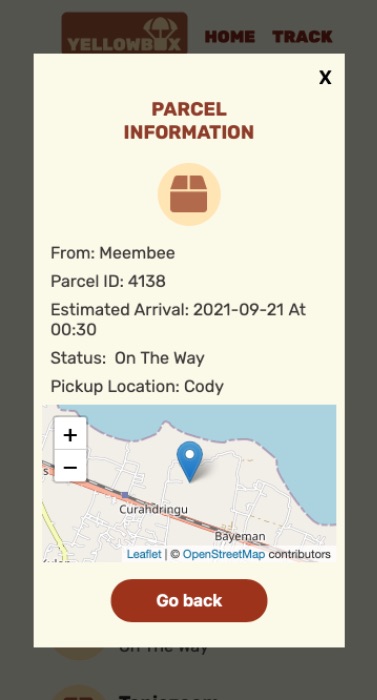 YELLOWBOX
HOME TRACK
X
PARCEL
INFORMATION
From: Meembee
Parcel ID: 4138
Estimated Arrival: 2021-09-21 At
00:30
Status: On The Way
Pickup Location: Cody
+
−
Curahdringu
Bayeman
Leaflet | © OpenStreetMap contributors
Go back
On The Way